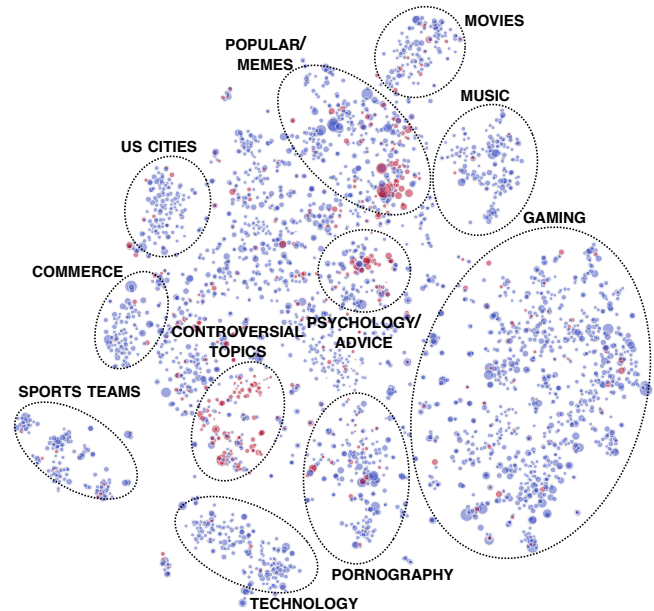 MOVIES
POPULAR/
MEMES
MUSIC
US CITIES
GAMING
COMMERCE
PSYCHOLOGY/
ADVICE
CONTROVERSIAL
TOPICS
SPORTS TEAMS
PORNOGRAPHY
TECHNOLOGY